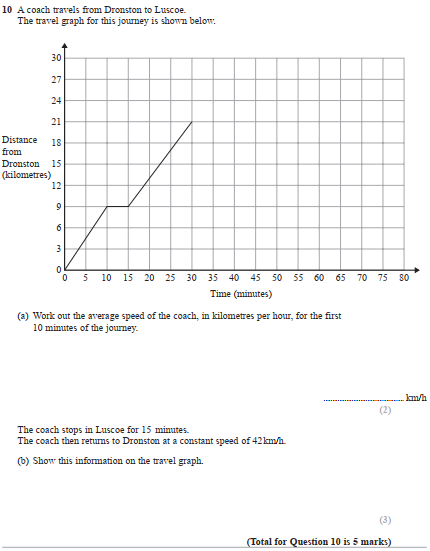 10 A coach travels from Dronston to Luscoe.
The travel graph for this journey is shown below.
30
27
24
21
18
15
12
9
6
3
0
Distance
from
Dronston
(kilometres)
0 5 10 15 20 25 30 35 40 45 50 55 60 65 70 75 80
Time (minutes)
(a) Work out the average speed of the coach, in kilometres per hour, for the first
10 minutes of the journey.
km/h
(2)
The coach stops in Luscoe for 15 minutes.
The coach then returns to Dronston at a constant speed of 42km/h.
(b) Show this information on the travel graph.
(3)
(Total for Question 10 is 5 marks)